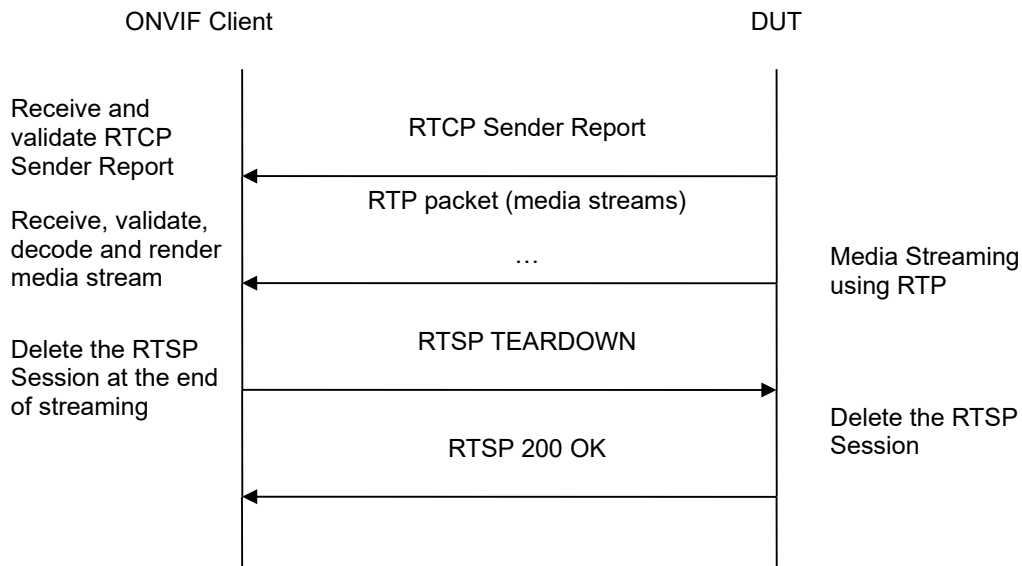 ONVIF Client
DUT
Receive and
validate RTCP
Sender Report
RTCP Sender Report
RTP packet (media streams)
Receive, validate,
decode and render
media stream
…
Media Streaming
using RTP
RTSP TEARDOWN
Delete the RTSP
Session at the end
of streaming
Delete the RTSP
Session
RTSP 200 OK